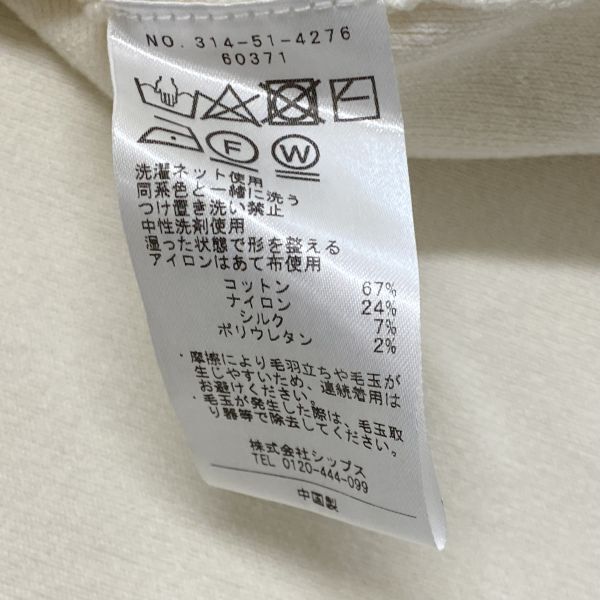 NO. 314-51-4276
60371
F
W
洗濯ネット使用
同系色と一緒に洗う
つけ置き洗い禁止
中性洗剤使用
湿った状態で形を整える
アイロンはあて布使用
コットン 67%
ナイロン 24%
シルク 7%
ポリウレタン 2%
・摩擦により毛羽立ちや毛玉が
生じやすいため、連続着用は
お避けください。
・毛玉が発生した際は、毛玉取
り器等で除去してください。
株式会社シップス
TEL 0120-444-099
中国製